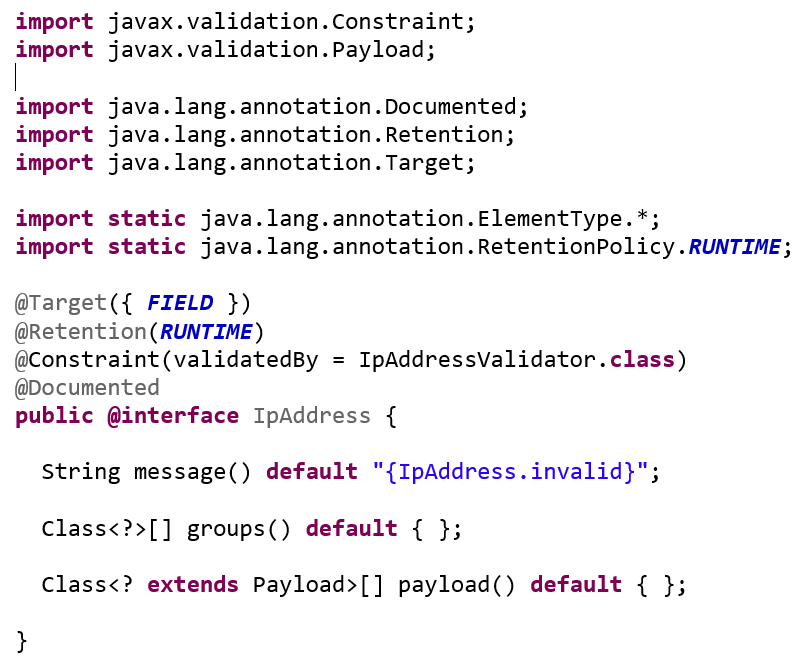 import javax.validation.Constraint;
import javax.validation.Payload;
import java.lang.annotation.Documented;
import java.lang.annotation.Retention;
import java.lang.annotation.Target;
import static java.lang.annotation.ElementType.*;
import static java.lang.annotation.RetentionPolicy.RUNTIME;
@Target({ FIELD })
@Retention(RUNTIME)
@Constraint(validatedBy = IpAddressValidator.class)
@Documented
public @interface IpAddress {
String message() default "{IpAddress.invalid}";
Class<?>[] groups() default { };
Class<? extends Payload>[] payload() default { };
}